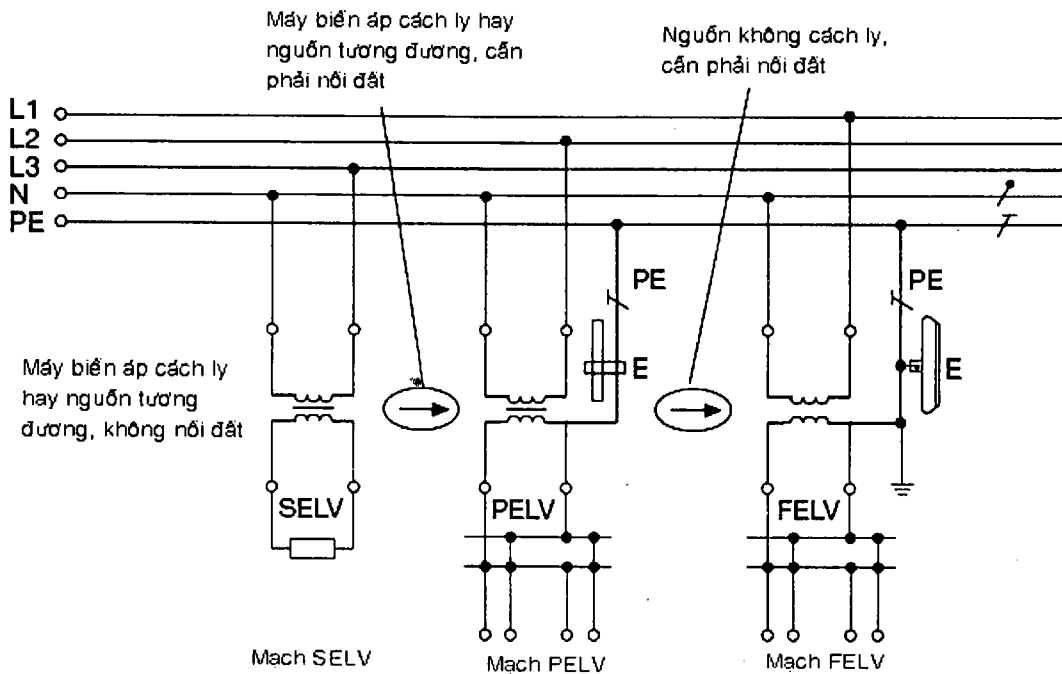 Máy biến áp cách ly hay
nguồn tương đương, cần
phải nối đất
Nguồn không cách ly,
cần phải nối đất
L1
L2
L3
N
PE
PE
PE
E
E
Máy biến áp cách ly
hay nguồn tương
đương, không nối đất
SELV
PELV
FELV
Mạch SELV
Mạch PELV
Mạch FELV